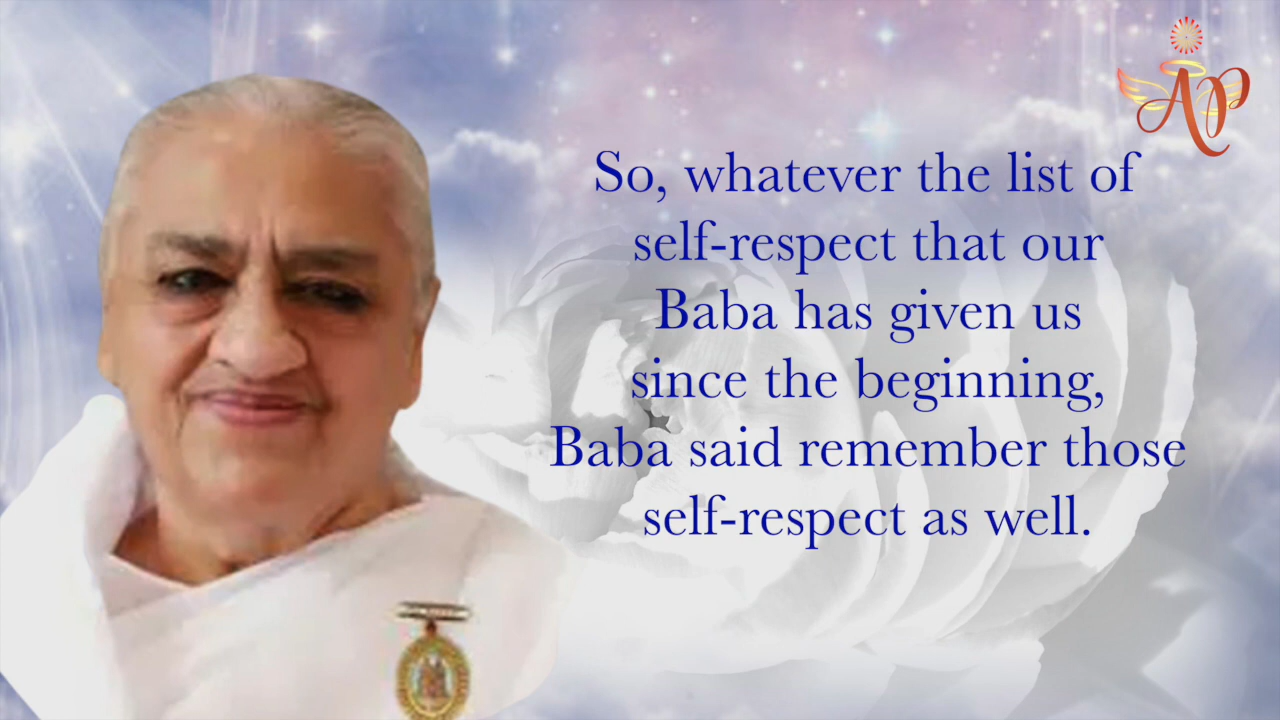 AP
So, whatever the list of
self-respect that our
Baba has given us
since the beginning,
Baba said remember those
self-respect as well.